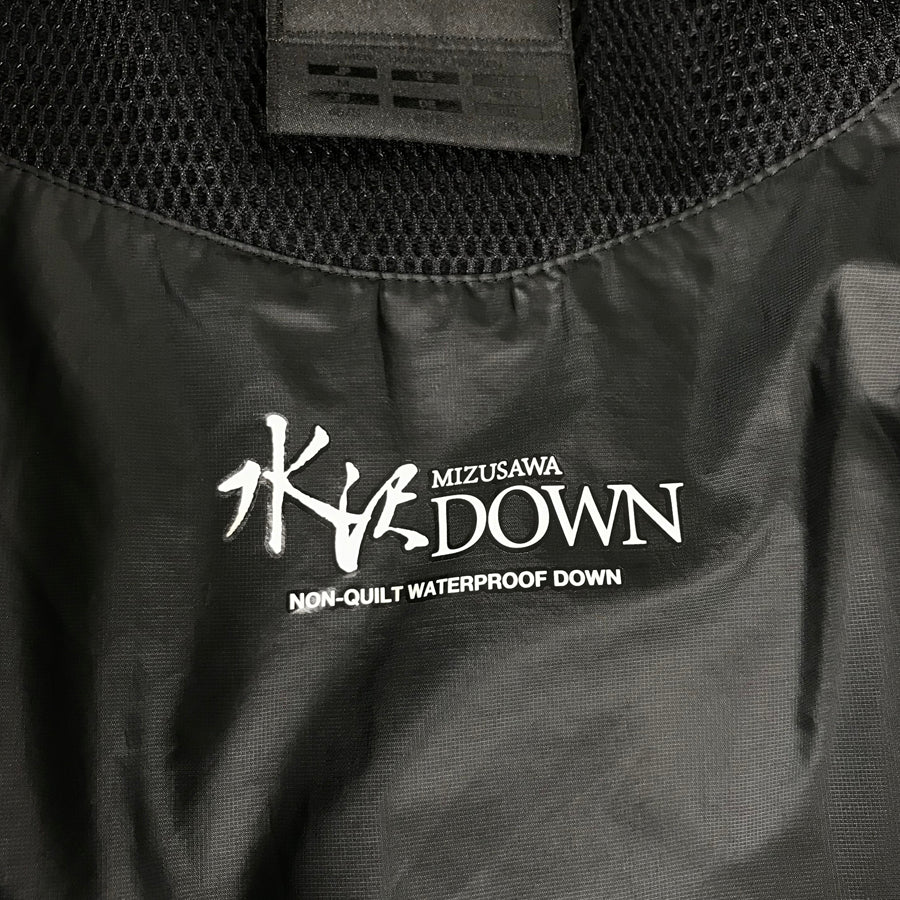 水沢
MIZUSAWA
DOWN
NON-QUILT WATERPROOF DOWN